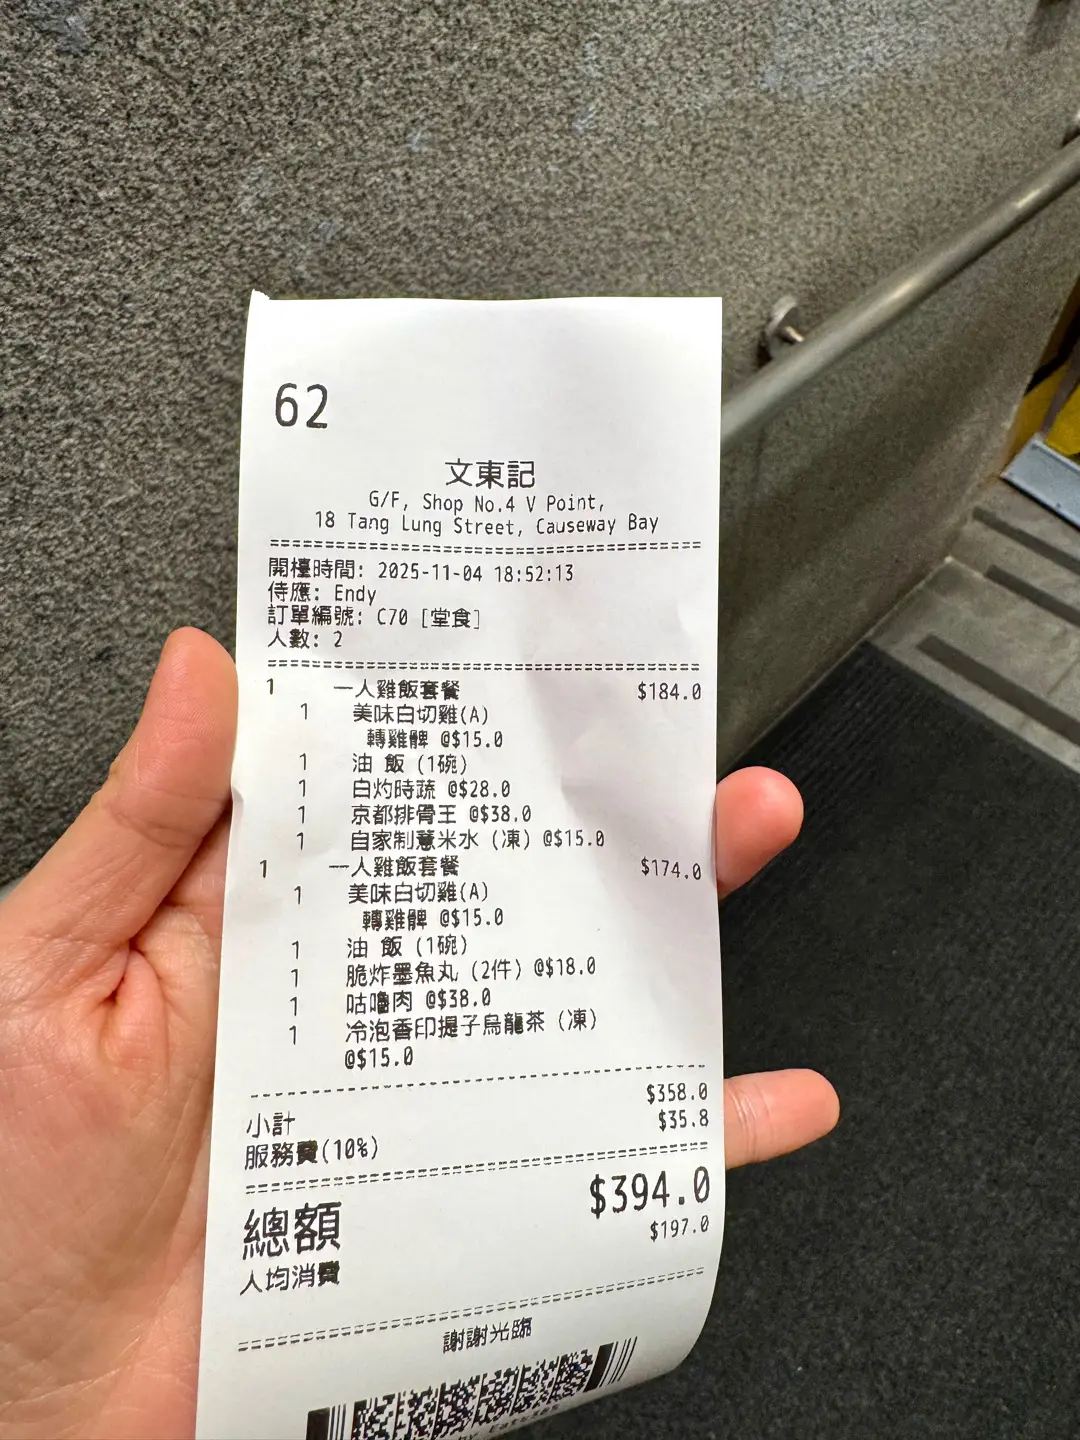 62
文東記
G/F, Shop No.4 V Point,
18 Tang Lung Street, Causeway Bay
開檯時間: 2025-11-04 18:52:13
侍應: Endy
訂單編號: C70 [堂食]
人數: 2
1 一人雞飯套餐 $184.0
1 美味白切雞(A)
轉雞髀 @$15.0
1 油 飯 (1碗)
1 白灼時蔬 @$28.0
1 京都排骨王 @$38.0
1 自家制薏米水 (凍) @$15.0
1 一人雞飯套餐 $174.0
1 美味白切雞(A)
轉雞髀 @$15.0
1 油 飯 (1碗)
1 脆炸墨魚丸 (2件) @$18.0
1 咕嚕肉 @$38.0
1 冷泡香印提子烏龍茶 (凍)
@$15.0
小計 $358.0
服務費(10%) $35.8
總額 $394.0
人均消費 $197.0
謝謝光臨